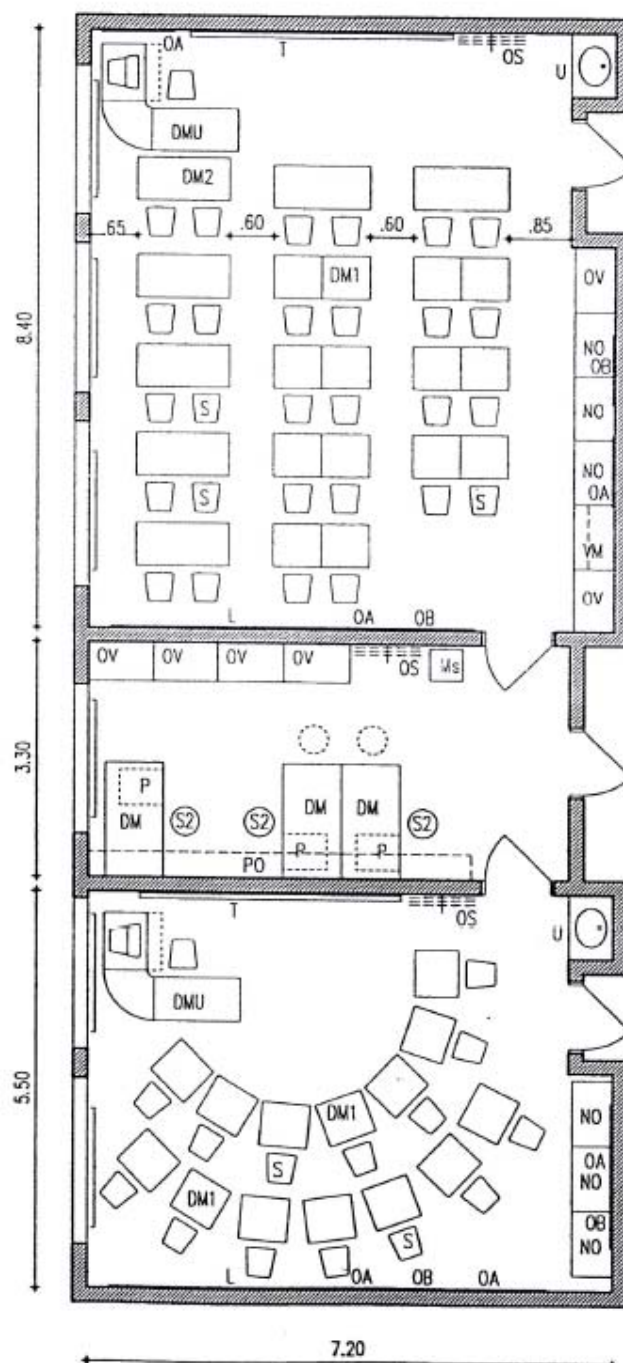 OA T OS U
DMU
DM2
.65 .60 .60 .85
DM1 OV
8.40
NO
OB
S NO
NO
OA
S S
VM
OV
L OA OB
OV OV OV OV OS Ms
3.30
P
DM S2 S2 DM DM S2
P P
PO
T OS U
DMU
5.50
DM1 NO
OA
NO
S
DM1
OB
NO
S
L OA OB OA
7.20